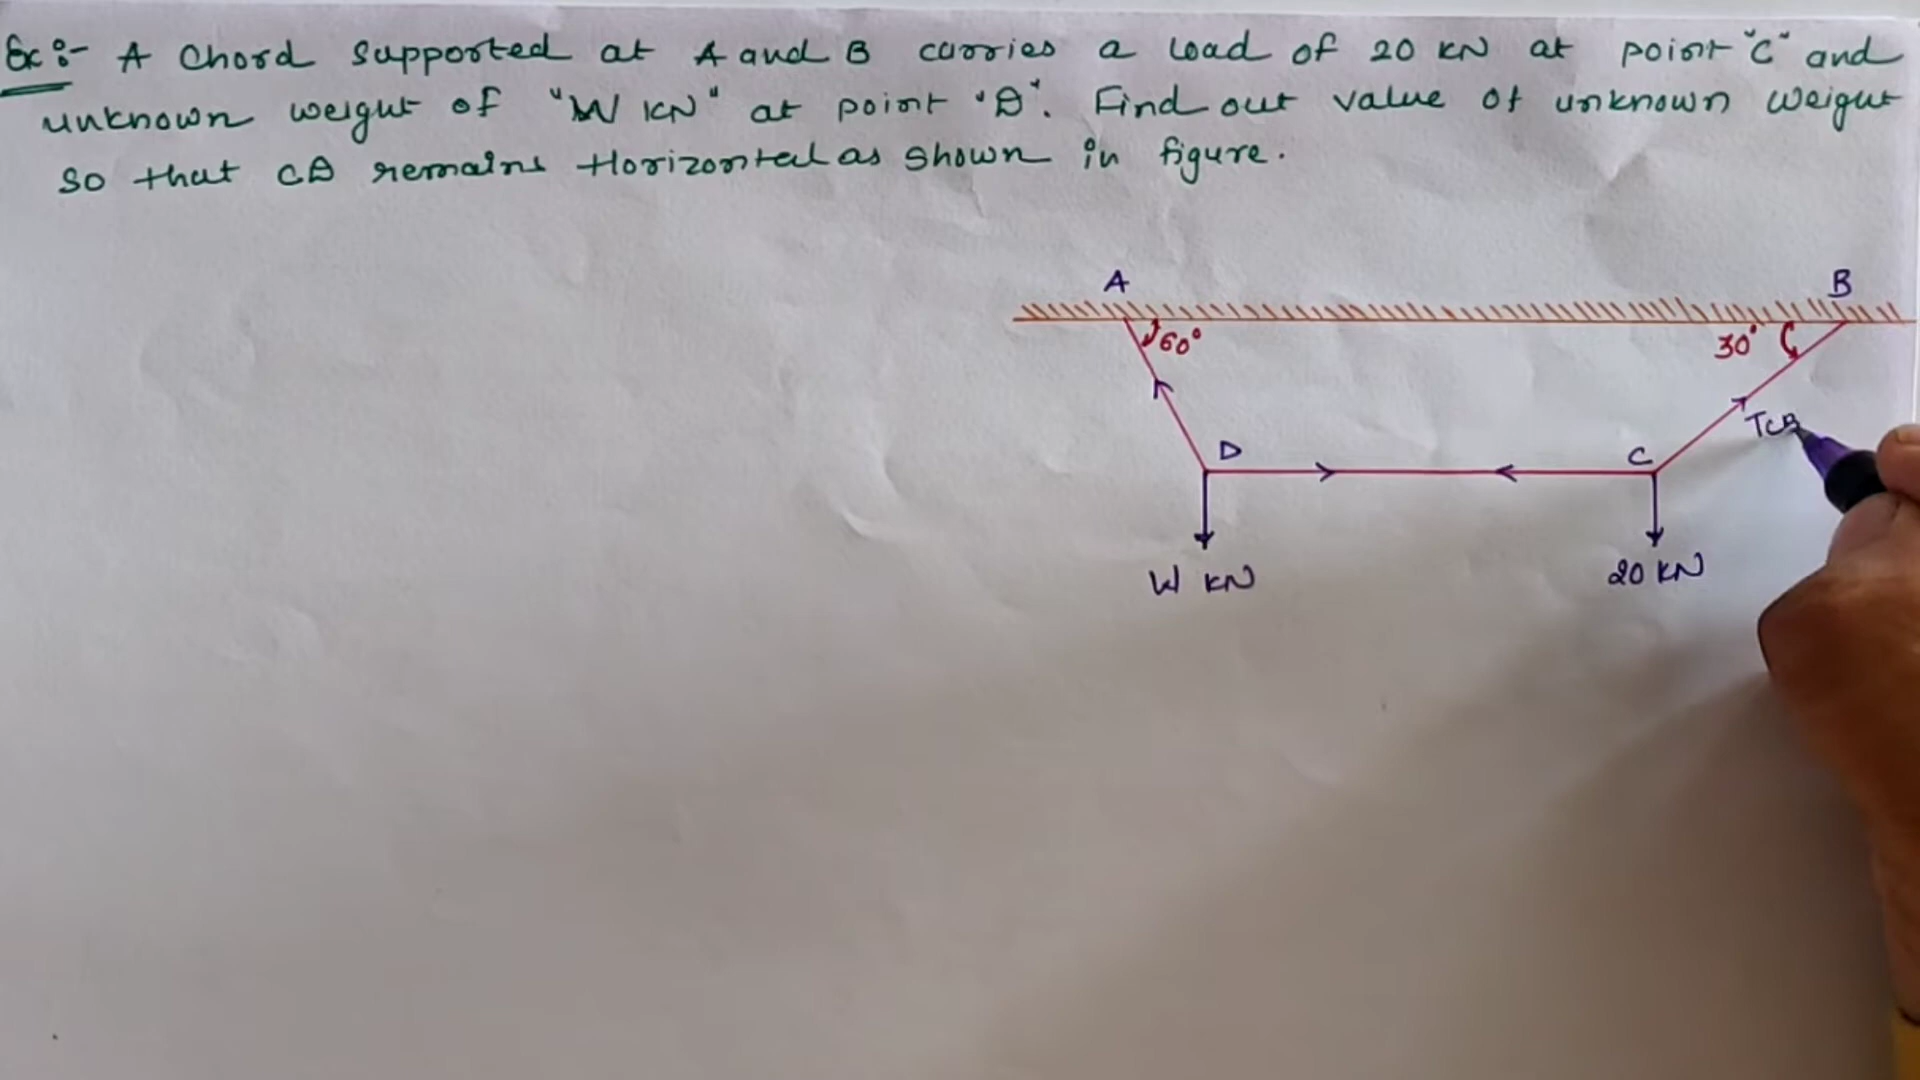 Ex:- A Chord supported at A and B carries a load of 20 KN at point "C" and
unknown weight of "W KN" at point "D". Find out value of unknown weight
so that CD remains Horizontal as shown in figure.
A
B
60°
30°
TCB
D
C
W KN
20 KN